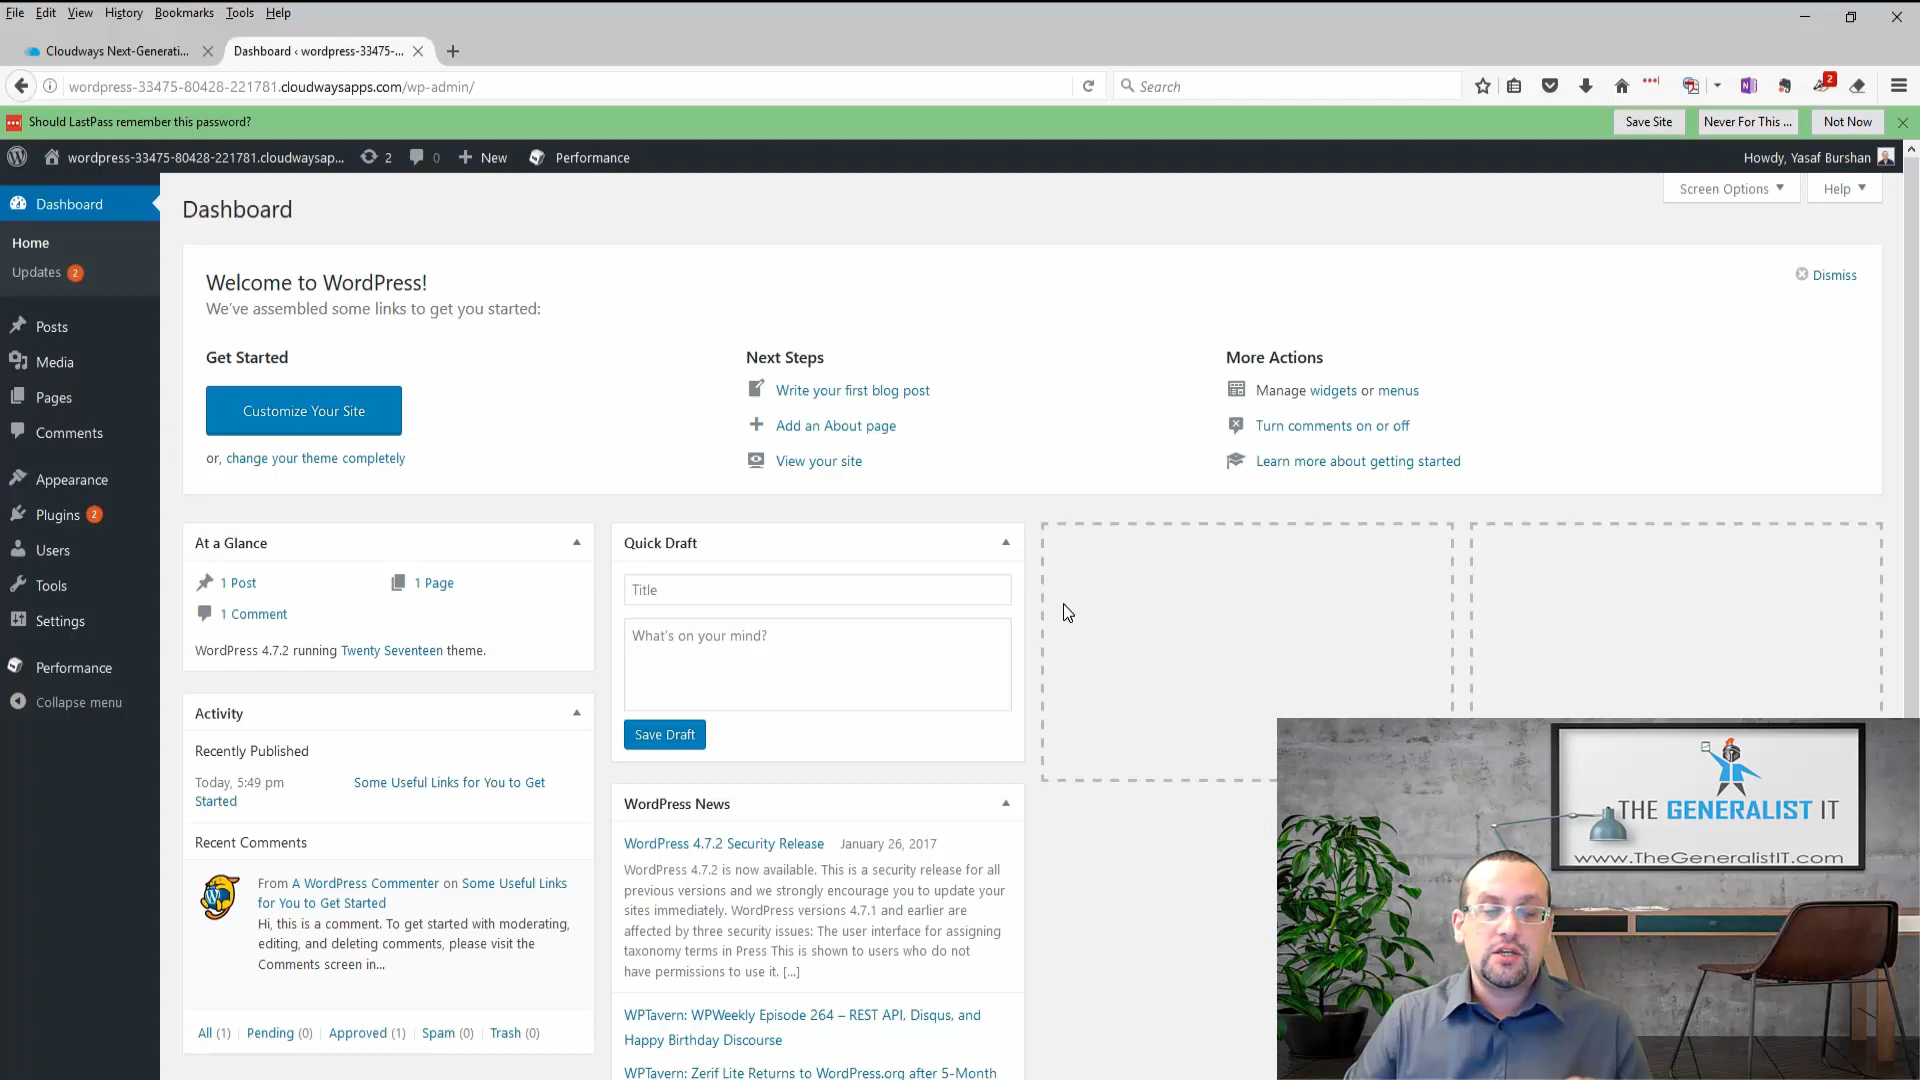 File Edit View History Bookmarks Tools Help
Cloudways Next-Generati...
Dashboard ‹ wordpress-33475-...
wordpress-33475-80428-221781.cloudwaysapps.com/wp-admin/
Search
2
Should LastPass remember this password?
Save Site
Never For This ...
Not Now
wordpress-33475-80428-221781.cloudwaysap...
2
0
New
Performance
Howdy, Yasaf Burshan
Dashboard
Home
Updates 2
Posts
Media
Pages
Comments
Appearance
Plugins 2
Users
Tools
Settings
Performance
Collapse menu
Screen Options
Help
Dashboard
Welcome to WordPress!
We've assembled some links to get you started:
Dismiss
Get Started
Customize Your Site
or, change your theme completely
Next Steps
Write your first blog post
Add an About page
View your site
More Actions
Manage widgets or menus
Turn comments on or off
Learn more about getting started
At a Glance
1 Post
1 Page
1 Comment
WordPress 4.7.2 running Twenty Seventeen theme.
Activity
Recently Published
Today, 5:49 pm
Some Useful Links for You to Get
Started
Recent Comments
From A WordPress Commenter on Some Useful Links
for You to Get Started
Hi, this is a comment. To get started with moderating,
editing, and deleting comments, please visit the
Comments screen in...
All (1) | Pending (0) | Approved (1) | Spam (0) | Trash (0)
Quick Draft
Title
What's on your mind?
Save Draft
WordPress News
WordPress 4.7.2 Security Release January 26, 2017
WordPress 4.7.2 is now available. This is a security release for all
previous versions and we strongly encourage you to update your
sites immediately. WordPress versions 4.7.1 and earlier are
affected by three security issues: The user interface for assigning
taxonomy terms in Press This is shown to users who do not
have permissions to use it. [...]
WPTavern: WPWeekly Episode 264 – REST API, Disqus, and
Happy Birthday Discourse
WPTavern: Zerif Lite Returns to WordPress.org after 5-Month
THE GENERALIST IT
www.TheGeneralistIT.com